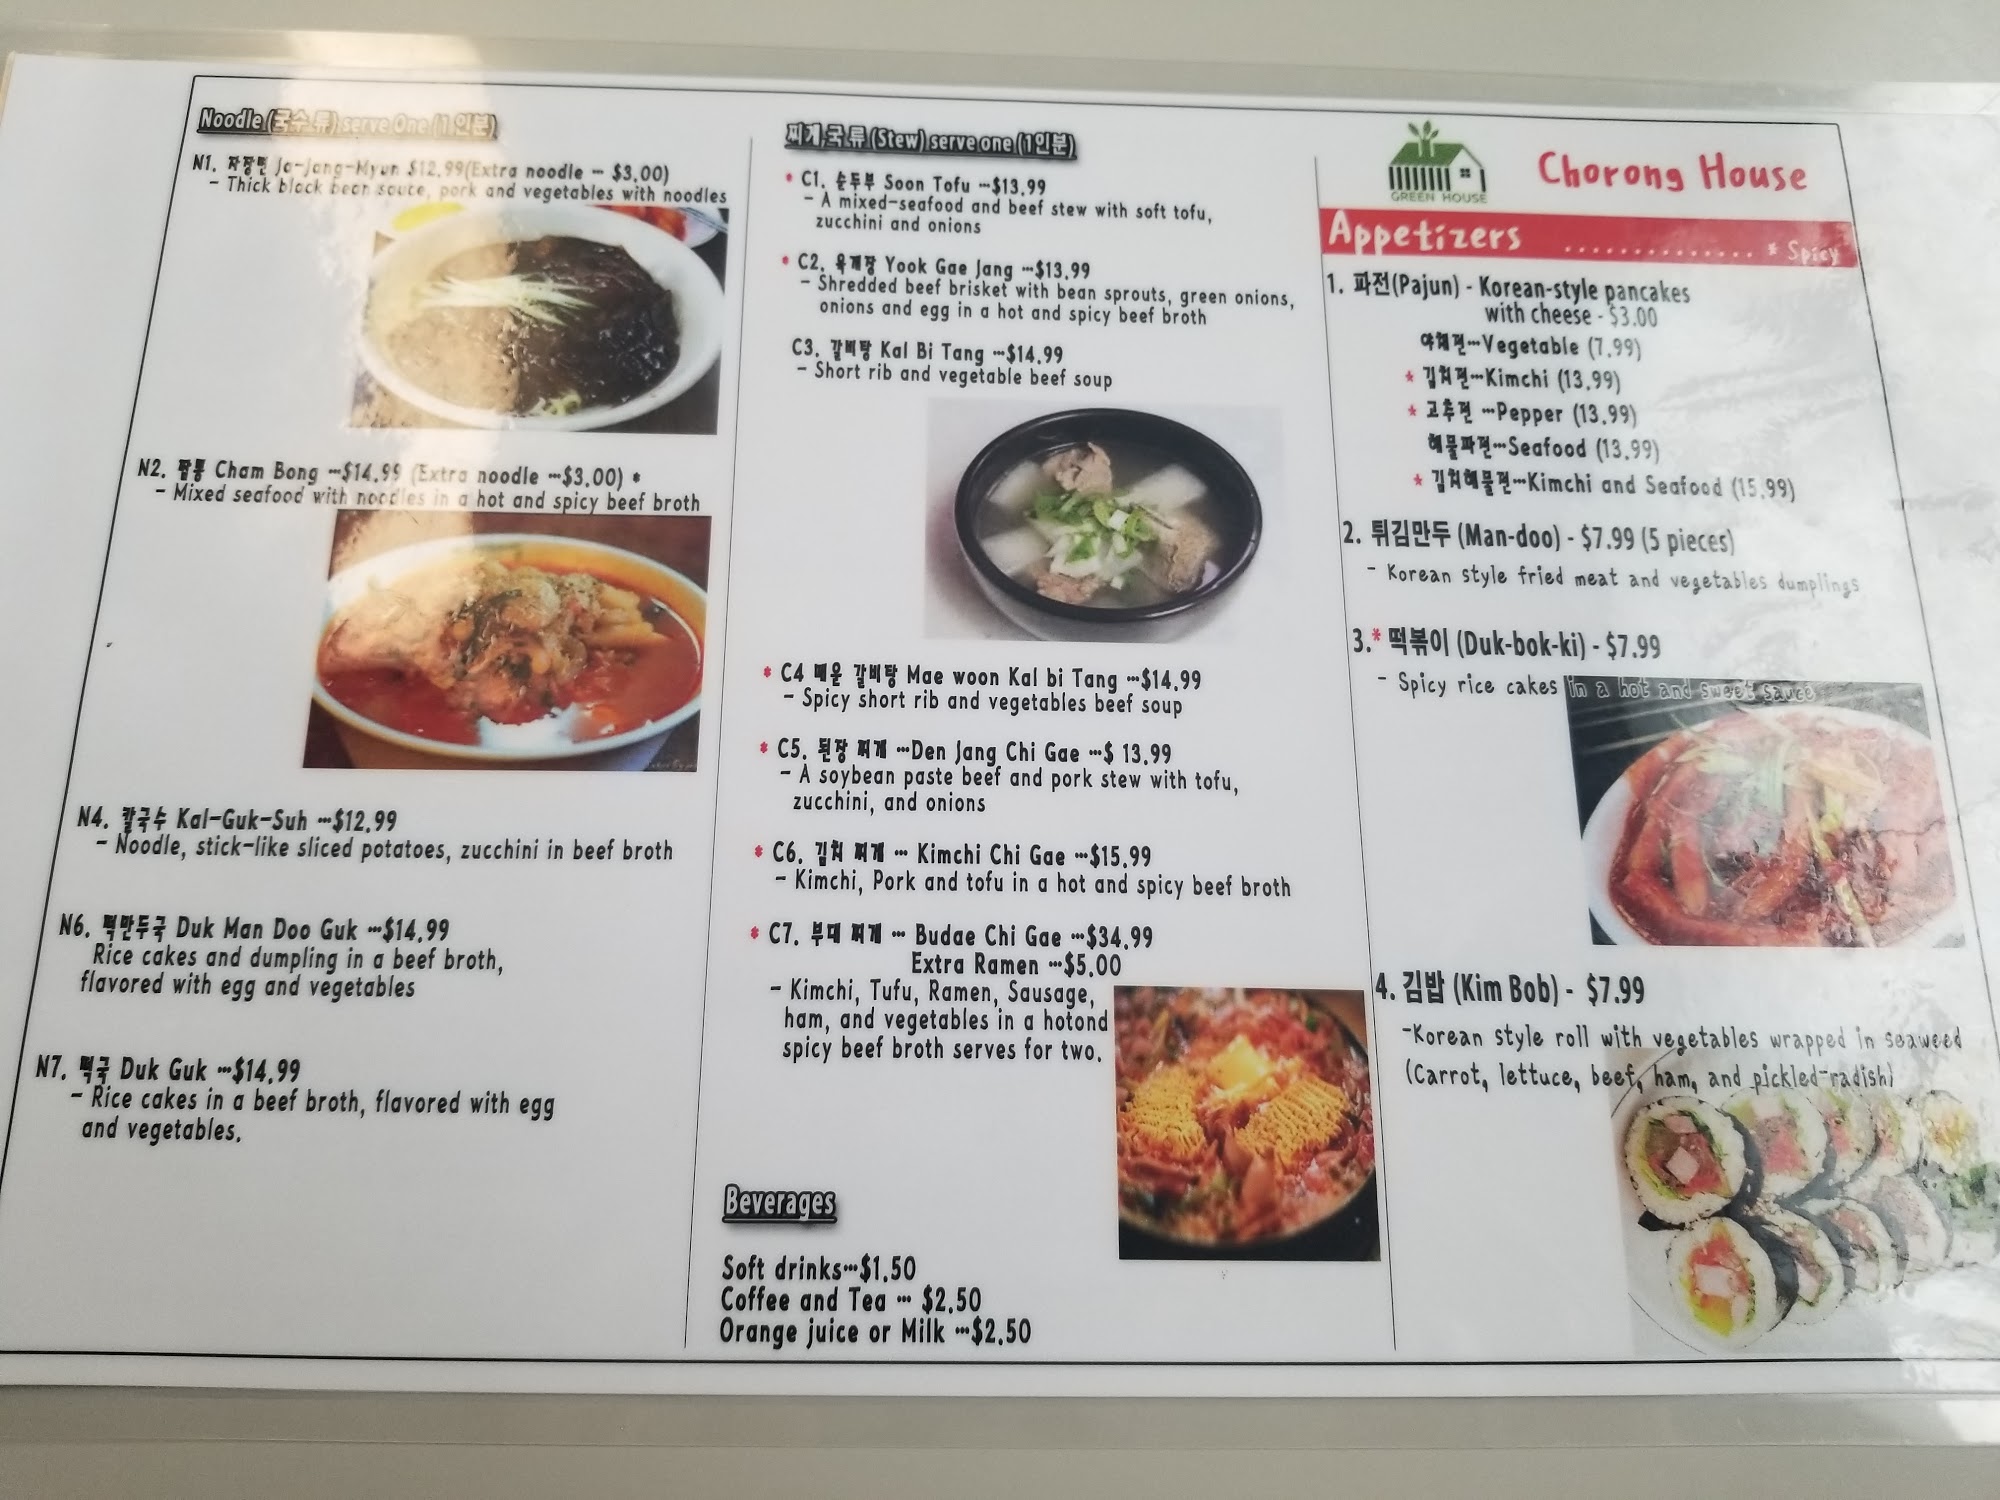 Noodle (국수 류) serve One (1인분)
N1. 자장면 Ja-Jang-Myun $12.99(Extra noodle - $3.00)
- Thick black bean sauce, pork and vegetables with noodles
N2. 짬뽕 Cham Bong -$14.99 (Extra noodle ...$3.00) *
- Mixed seafood with noodles in a hot and spicy beef broth
N4. 칼국수 Kal-Guk-Suh ...$12.99
- Noodle, stick-like sliced potatoes, zucchini in beef broth
N6. 떡만두국 Duk Man Doo Guk ...$14.99
Rice cakes and dumpling in a beef broth,
flavored with egg and vegetables
N7. 떡국 Duk Guk ...$14.99
- Rice cakes in a beef broth, flavored with egg
and vegetables.
찌개,국 류 (Stew) serve one (1인분)
* C1. 순두부 Soon Tofu ...$13.99
- A mixed-seafood and beef stew with soft tofu,
zucchini and onions
* C2. 육개장 Yook Gae Jang ...$13.99
- Shredded beef brisket with bean sprouts, green onions,
onions and egg in a hot and spicy beef broth
C3. 갈비탕 Kal Bi Tang ...$14.99
- Short rib and vegetable beef soup
* C4 매운 갈비탕 Mae woon Kal bi Tang ...$14.99
- Spicy short rib and vegetables beef soup
* C5. 된장 찌개 ...Den Jang Chi Gae ...$ 13.99
- A soybean paste beef and pork stew with tofu,
zucchini, and onions
* C6. 김치 찌개 ... Kimchi Chi Gae ...$15.99
- Kimchi, Pork and tofu in a hot and spicy beef broth
* C7. 부대 찌개 ... Budae Chi Gae ...$34.99
Extra Ramen ...$5.00
- Kimchi, Tufu, Ramen, Sausage,
ham, and vegetables in a hotond
spicy beef broth serves for two.
Beverages
Soft drinks...$1.50
Coffee and Tea ... $2.50
Orange juice or Milk ...$2.50
GREEN HOUSE
Chorong House
Appetizers .............. * Spicy
1. 파전(Pajun) - Korean-style pancakes
with cheese - $3.00
야채전...Vegetable (7.99)
* 김치전...Kimchi (13.99)
* 고추전 ...Pepper (13.99)
해물파전...Seafood (13.99)
* 김치해물전...Kimchi and Seafood (15.99)
2. 튀김만두 (Man-doo) - $7.99 (5 pieces)
- Korean style fried meat and vegetables dumplings
3.* 떡볶이 (Duk-bok-ki) - $7.99
- Spicy rice cakes in a hot and sweet sauce
4. 김밥 (Kim Bob) - $7.99
-Korean style roll with vegetables wrapped in seaweed
(Carrot, lettuce, beef, ham, and pickled-radish)